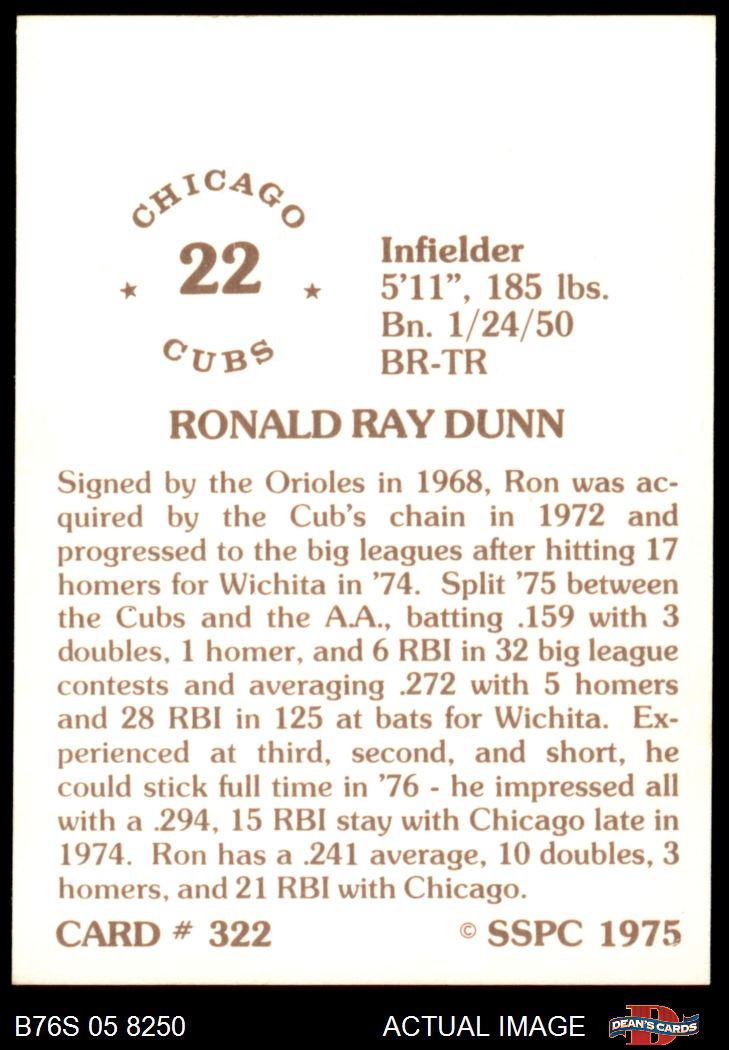 CHICAGO
22
CUBS
Infielder
5'11", 185 lbs.
Bn. 1/24/50
BR-TR
RONALD RAY DUNN
Signed by the Orioles in 1968, Ron was ac-
quired by the Cub's chain in 1972 and
progressed to the big leagues after hitting 17
homers for Wichita in '74. Split '75 between
the Cubs and the A.A., batting .159 with 3
doubles, 1 homer, and 6 RBI in 32 big league
contests and averaging .272 with 5 homers
and 28 RBI in 125 at bats for Wichita. Ex-
perienced at third, second, and short, he
could stick full time in '76 - he impressed all
with a .294, 15 RBI stay with Chicago late in
1974. Ron has a .241 average, 10 doubles, 3
homers, and 21 RBI with Chicago.
CARD # 322 © SSPC 1975
B76S 05 8250 ACTUAL IMAGE DEAN'S CARDS